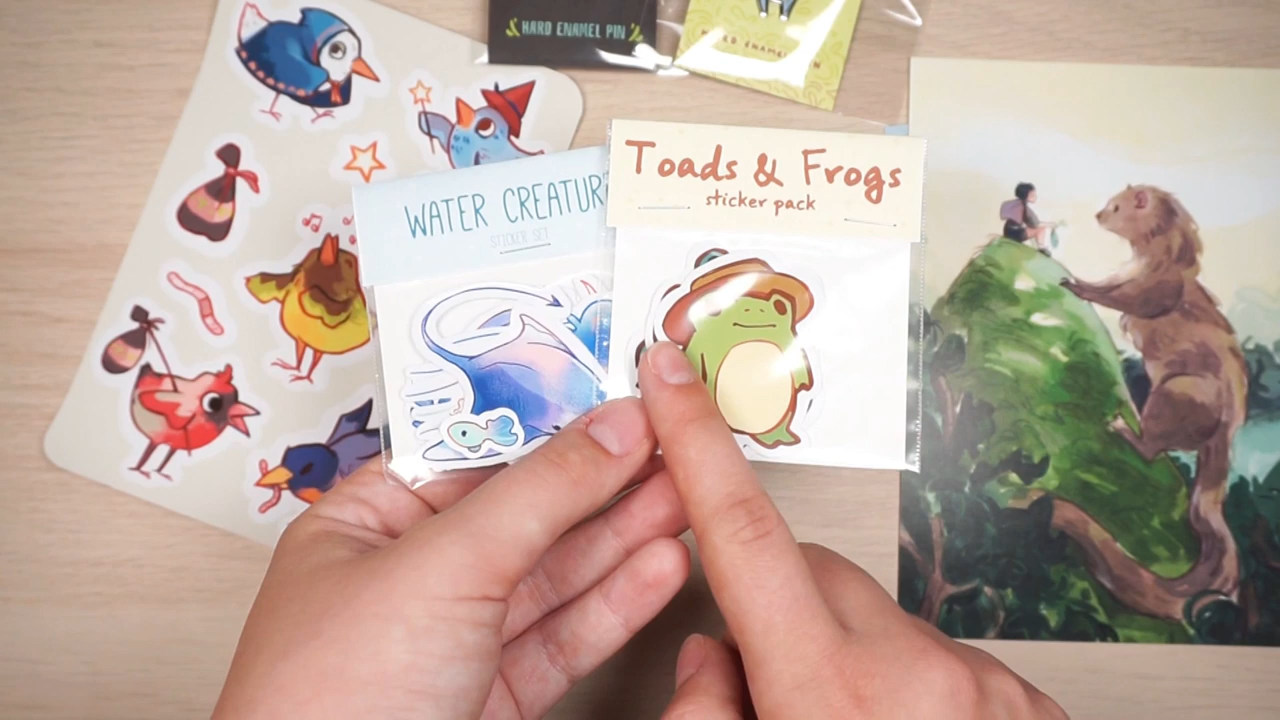 HARD ENAMEL PIN
WATER CREATUR
STICKER SET
Toads & Frogs
sticker pack